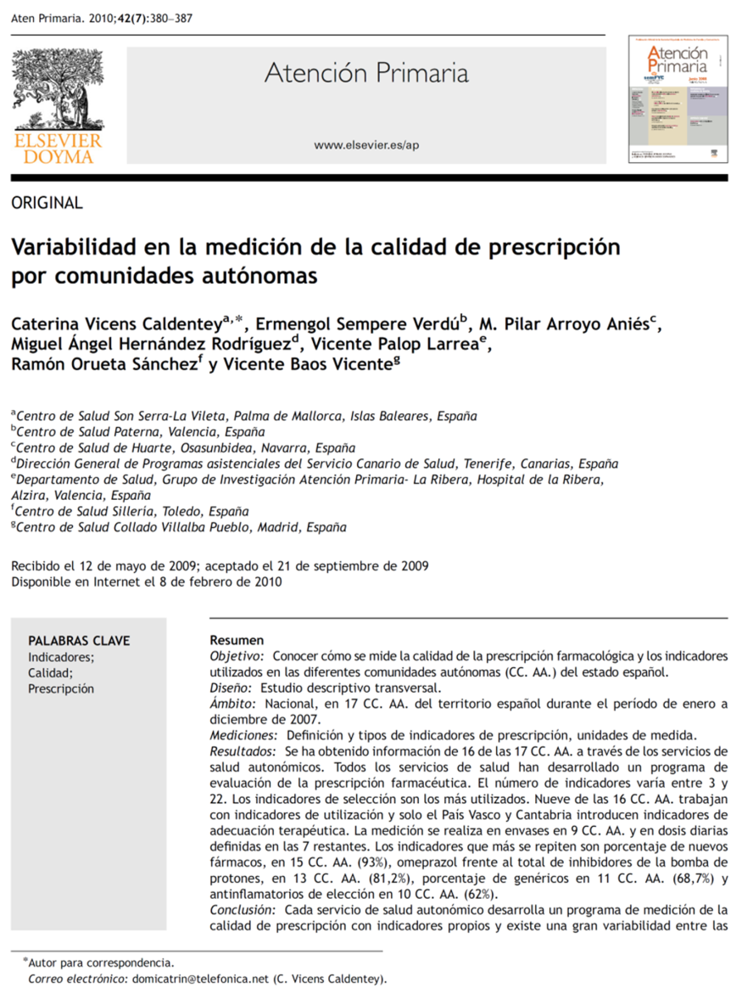 Aten Primaria. 2010;42(7):380–387
ELSEVIER
DOYMA
Atención Primaria
www.elsevier.es/ap
Atención
Primaria
ORIGINAL
Variabilidad en la medición de la calidad de prescripción
por comunidades autónomas
Caterina Vicens Caldentey a,*, Ermengol Sempere Verdú b, M. Pilar Arroyo Aniés c,
Miguel Ángel Hernández Rodríguez d, Vicente Palop Larrea e,
Ramón Orueta Sánchez f y Vicente Baos Vicente g
a Centro de Salud Son Serra-La Vileta, Palma de Mallorca, Islas Baleares, España
b Centro de Salud Paterna, Valencia, España
c Centro de Salud de Huarte, Osasunbidea, Navarra, España
d Dirección General de Programas asistenciales del Servicio Canario de Salud, Tenerife, Canarias, España
e Departamento de Salud, Grupo de Investigación Atención Primaria- La Ribera, Hospital de la Ribera,
Alzira, Valencia, España
f Centro de Salud Sillería, Toledo, España
g Centro de Salud Collado Villalba Pueblo, Madrid, España
Recibido el 12 de mayo de 2009; aceptado el 21 de septiembre de 2009
Disponible en Internet el 8 de febrero de 2010
PALABRAS CLAVE
Indicadores;
Calidad;
Prescripción
Resumen
Objetivo: Conocer cómo se mide la calidad de la prescripción farmacológica y los indicadores
utilizados en las diferentes comunidades autónomas (CC. AA.) del estado español.
Diseño: Estudio descriptivo transversal.
Ámbito: Nacional, en 17 CC. AA. del territorio español durante el período de enero a
diciembre de 2007.
Mediciones: Definición y tipos de indicadores de prescripción, unidades de medida.
Resultados: Se ha obtenido información de 16 de las 17 CC. AA. a través de los servicios de
salud autonómicos. Todos los servicios de salud han desarrollado un programa de
evaluación de la prescripción farmacéutica. El número de indicadores varía entre 3 y
22. Los indicadores de selección son los más utilizados. Nueve de las 16 CC. AA. trabajan
con indicadores de utilización y solo el País Vasco y Cantabria introducen indicadores de
adecuación terapéutica. La medición se realiza en envases en 9 CC. AA. y en dosis diarias
definidas en las 7 restantes. Los indicadores que más se repiten son porcentaje de nuevos
fármacos, en 15 CC. AA. (93%), omeprazol frente al total de inhibidores de la bomba de
protones, en 13 CC. AA. (81,2%), porcentaje de genéricos en 11 CC. AA. (68,7%) y
antinflamatorios de elección en 10 CC. AA. (62%).
Conclusión: Cada servicio de salud autonómico desarrolla un programa de medición de la
calidad de prescripción con indicadores propios y existe una gran variabilidad entre las
*Autor para correspondencia.
Correo electrónico: domicatrin@telefonica.net (C. Vicens Caldentey).